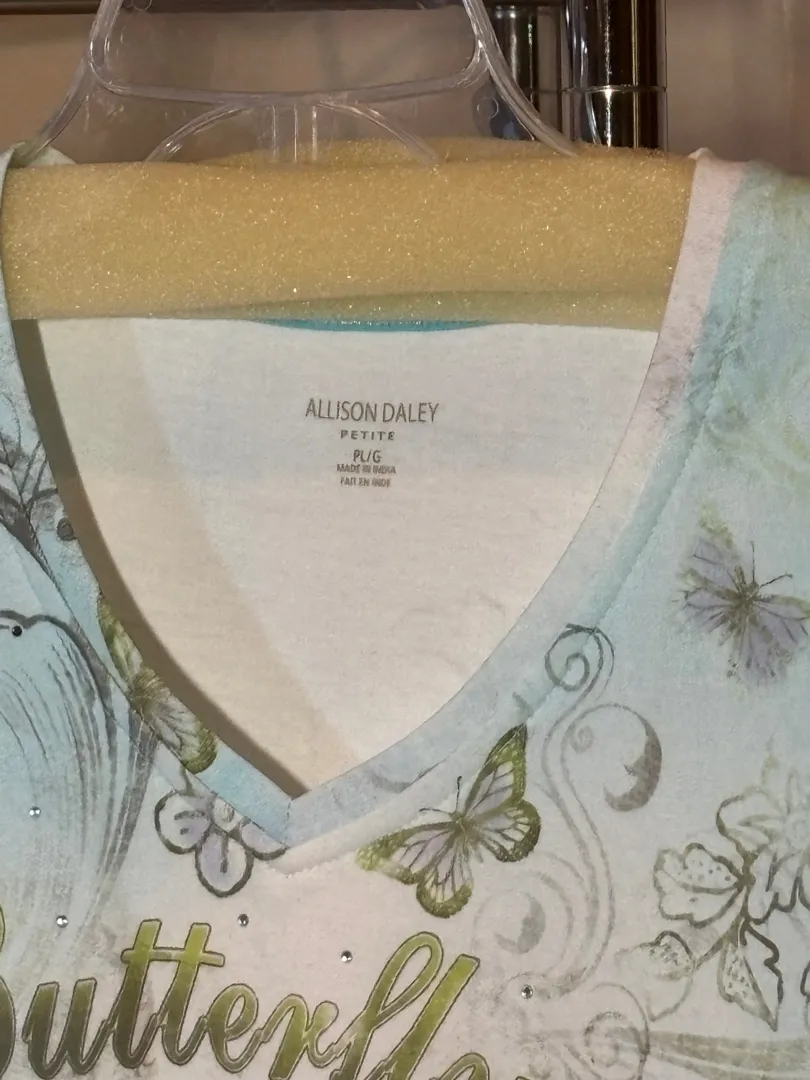 ALLISON DALEY
PETITE
PL/G
MADE IN INDIA
FAIT EN INDE